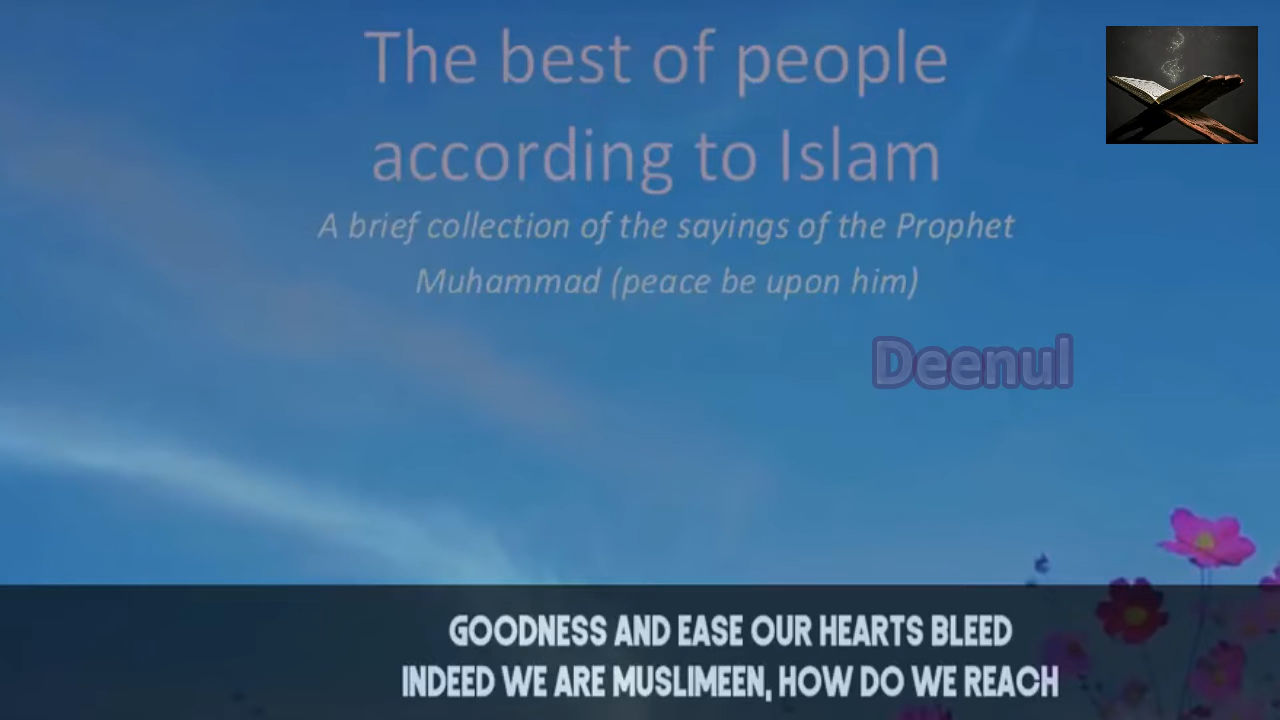 The best of people
according to Islam
A brief collection of the sayings of the Prophet
Muhammad (peace be upon him)
Deenul
GOODNESS AND EASE OUR HEARTS BLEED
INDEED WE ARE MUSLIMEEN, HOW DO WE REACH